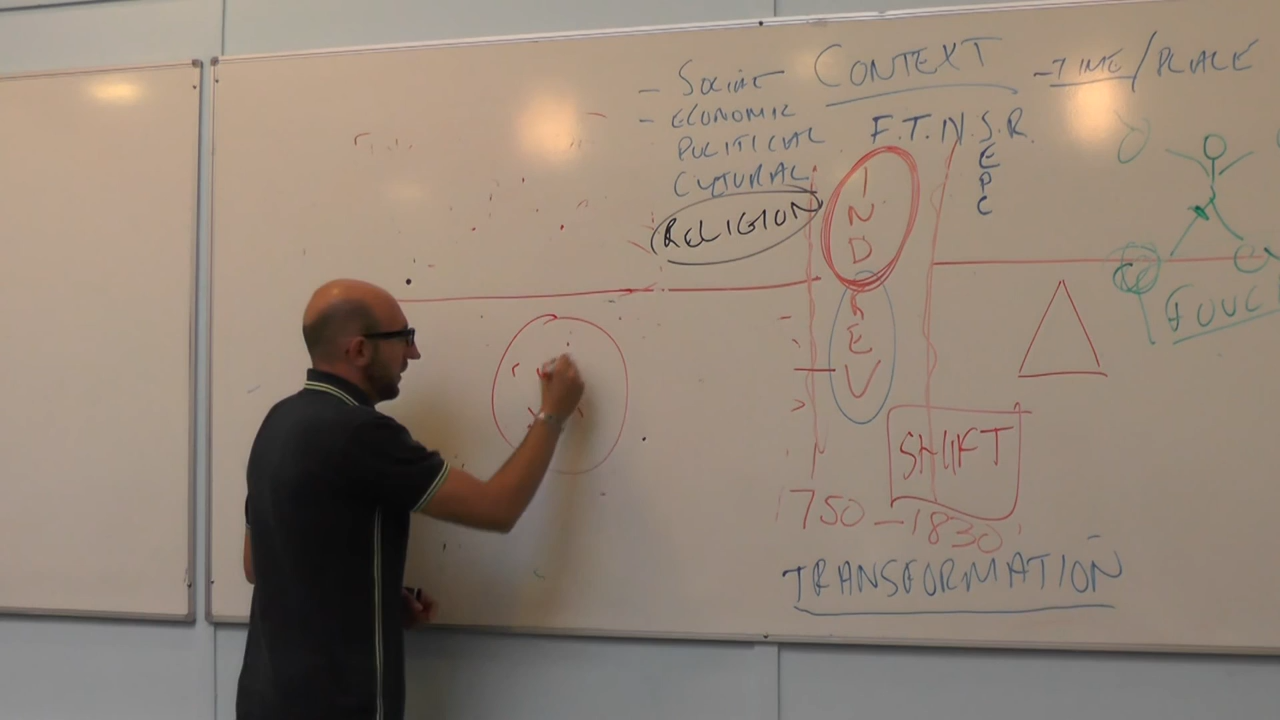 CONTEXT
- TIME/PLACE
- SOCIAL
- ECONOMIC
POLITICAL
CULTURAL
RELIGION
F.T.N.S.R.
E
P
C
I
N
D
R
E
V
SHIFT
1750-1830
TRANSFORMATION